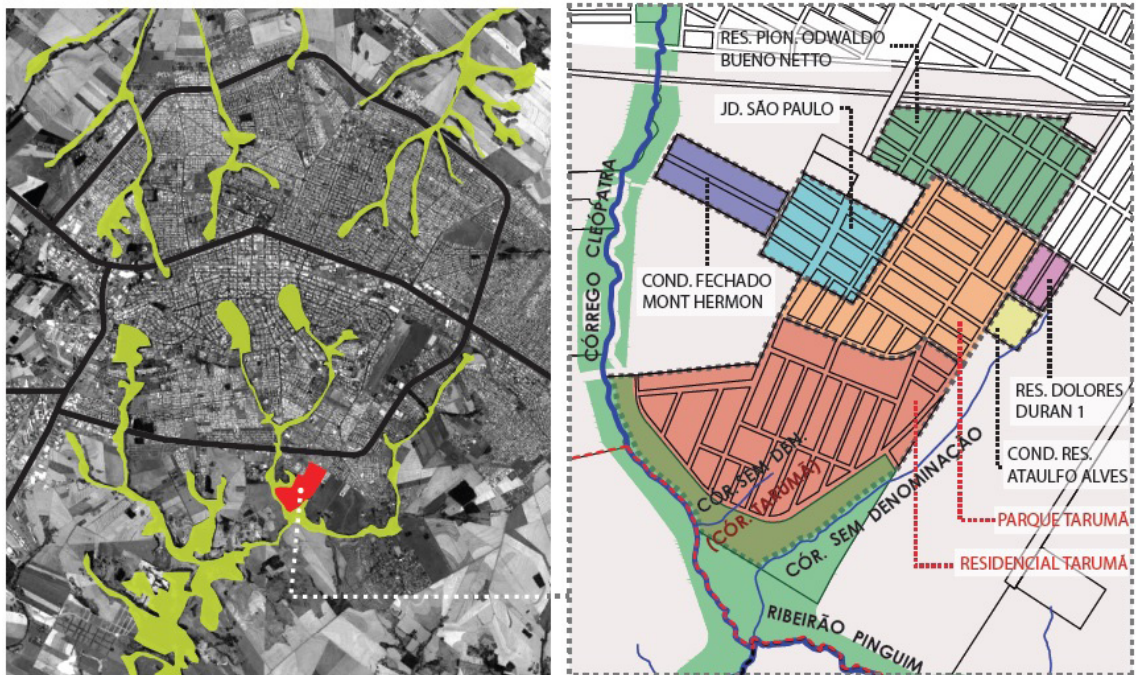 RES. PION. ODWALDO
BUENO NETTO
JD. SÃO PAULO
CÓRREGO CLEÓPATRA
COND. FECHADO
MONT HERMON
RES. DOLORES
DURAN 1
COND. RES.
ATAULFO ALVES
CÓR. SEM DEN.
(CÓR. TARUMÃ)
CÓR. SEM DENOMINAÇÃO
PARQUE TARUMÃ
RESIDENCIAL TARUMÃ
RIBEIRÃO PINGUIM